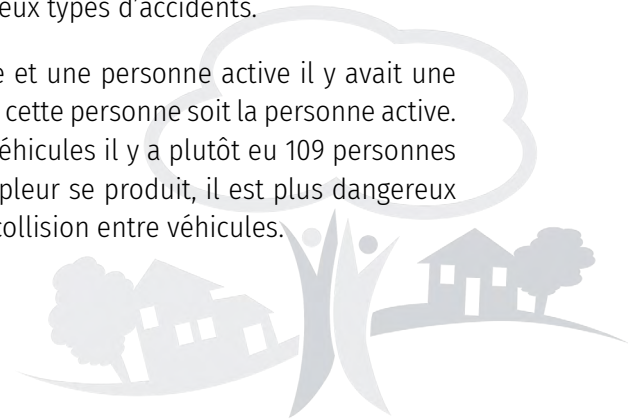 eux types d'accidents.
e et une personne active il y avait une
cette personne soit la personne active.
éhicules il y a plutôt eu 109 personnes
pleur se produit, il est plus dangereux
collision entre véhicules.